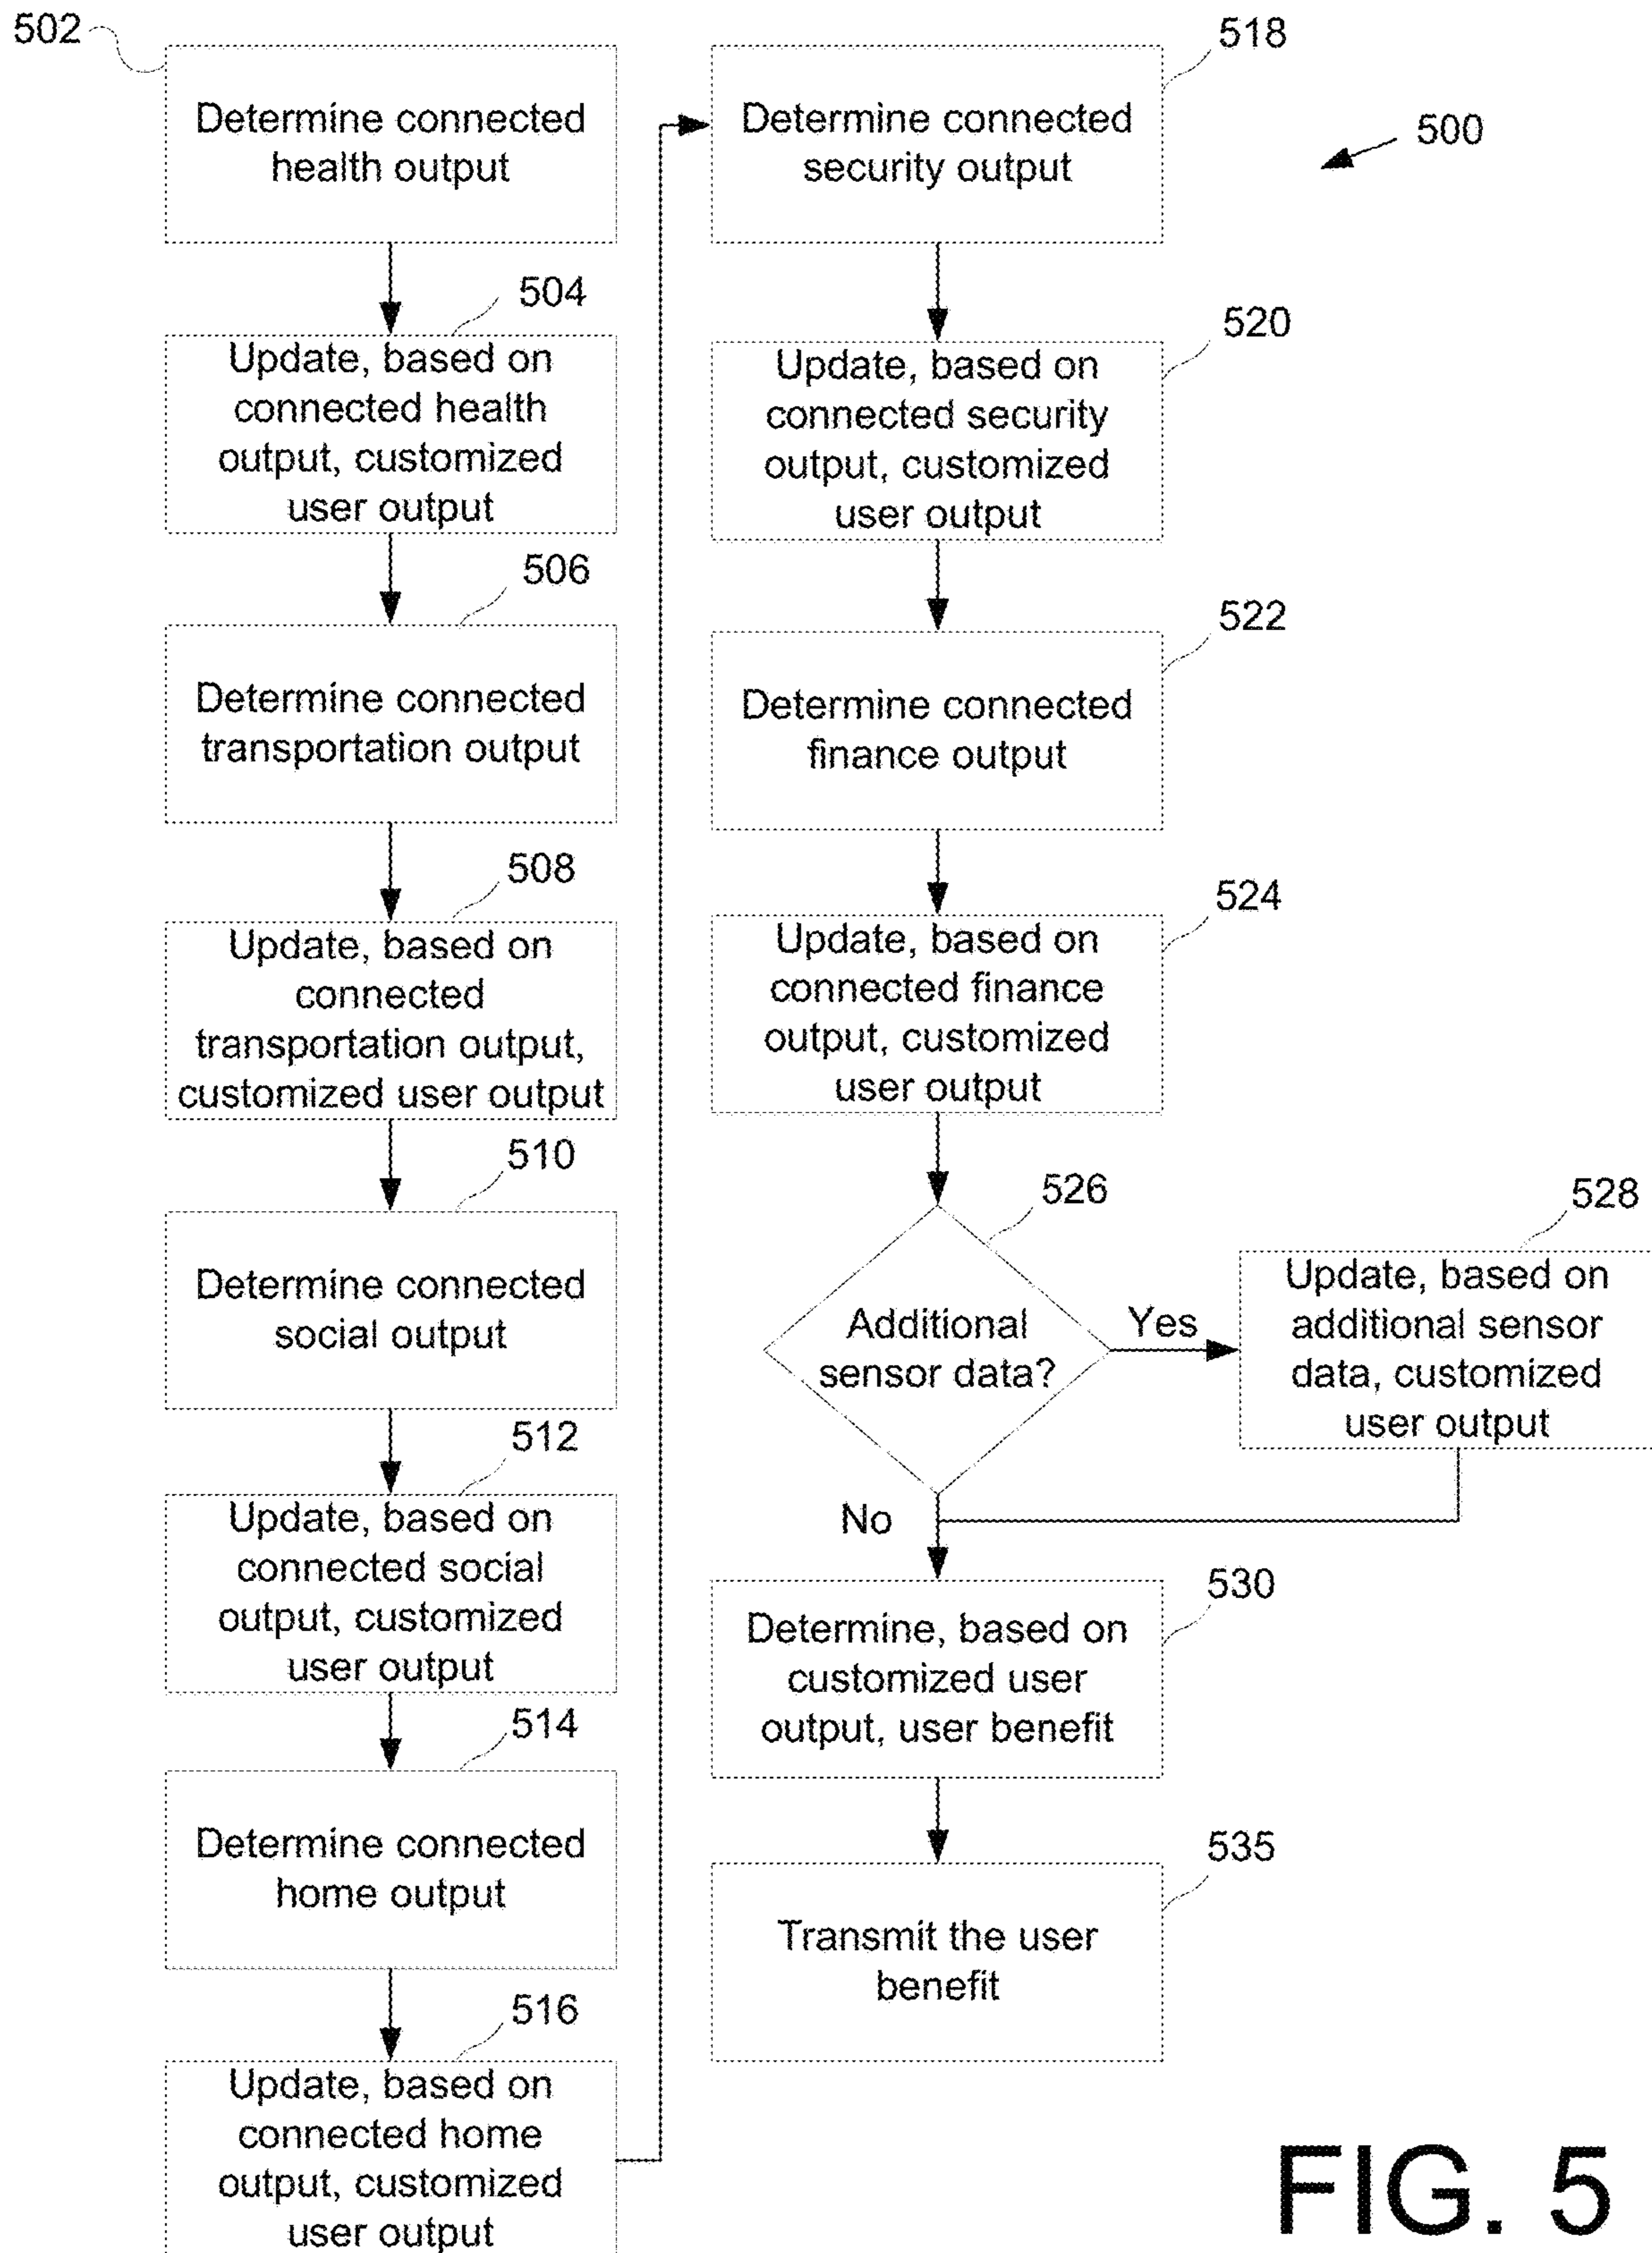 502
Determine connected
health output
504
Update, based on
connected health
output, customized
user output
506
Determine connected
transportation output
508
Update, based on
connected
transportation output,
customized user output
510
Determine connected
social output
512
Update, based on
connected social
output, customized
user output
514
Determine connected
home output
516
Update, based on
connected home
output, customized
user output
518
Determine connected
security output
500
520
Update, based on
connected security
output, customized
user output
522
Determine connected
finance output
524
Update, based on
connected finance
output, customized
user output
526
Additional
sensor data?
Yes
528
Update, based on
additional sensor
data, customized
user output
No
530
Determine, based on
customized user
output, user benefit
535
Transmit the user
benefit
FIG. 5